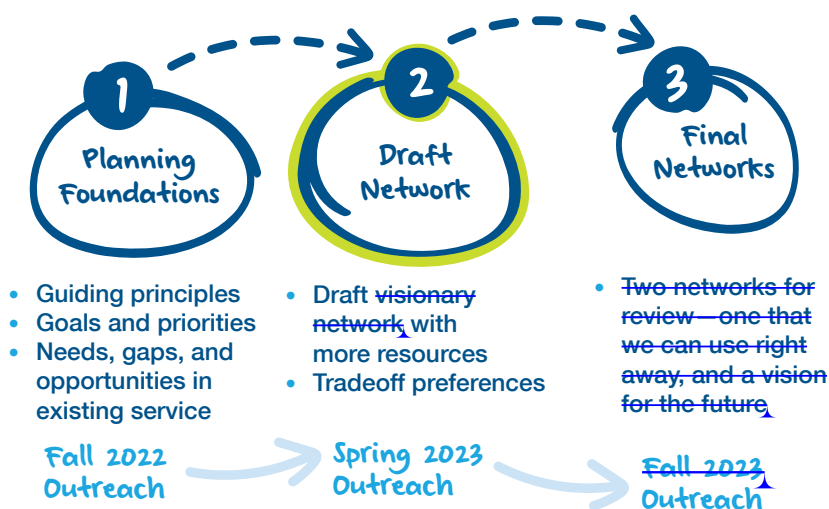 1
Planning
Foundations
2
Draft
Network
3
Final
Networks
• Guiding principles
• Goals and priorities
• Needs, gaps, and
opportunities in
existing service
• Draft visionary
network with
more resources
• Tradeoff preferences
• Two networks for
review—one that
we can use right
away, and a vision
for the future
Fall 2022
Outreach
Spring 2023
Outreach
Fall 2023
Outreach